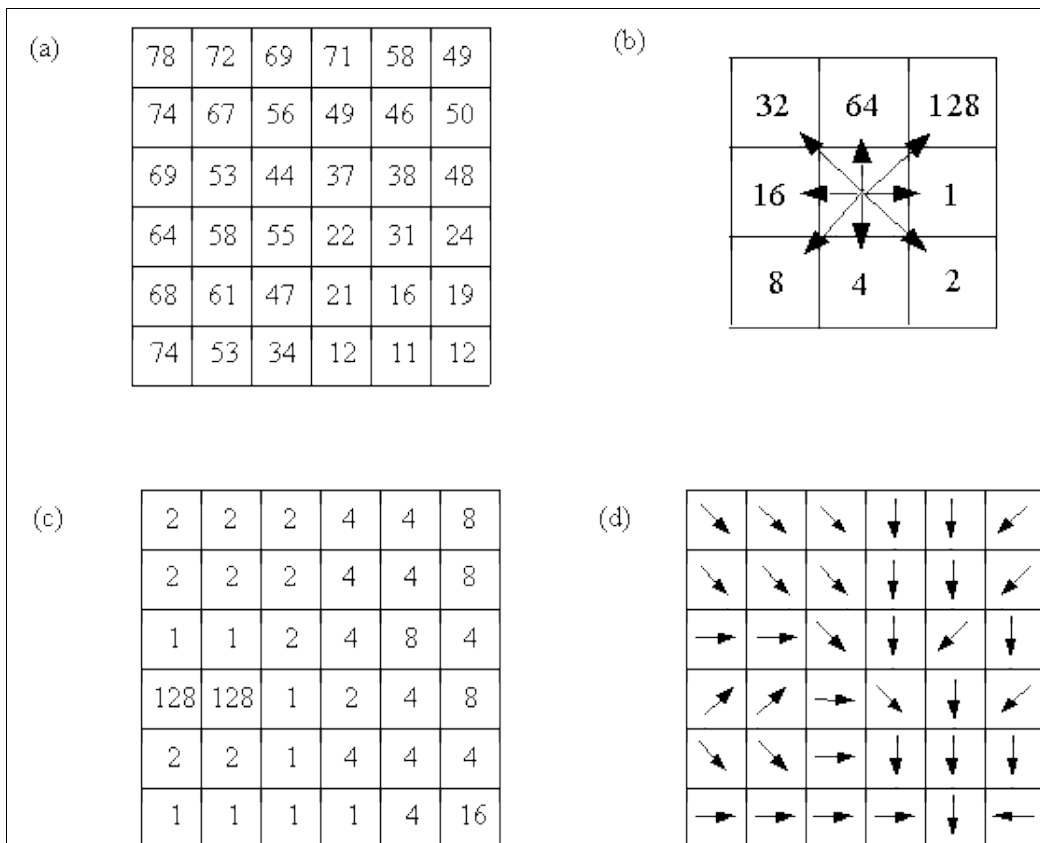 (a)
78 72 69 71 58 49
74 67 56 49 46 50
69 53 44 37 38 48
64 58 55 22 31 24
68 61 47 21 16 19
74 53 34 12 11 12
(b)
32 64 128
16 1
8 4 2
(c)
2 2 2 4 4 8
2 2 2 4 4 8
1 1 2 4 8 4
128 128 1 2 4 8
2 2 1 4 4 4
1 1 1 1 4 16
(d)